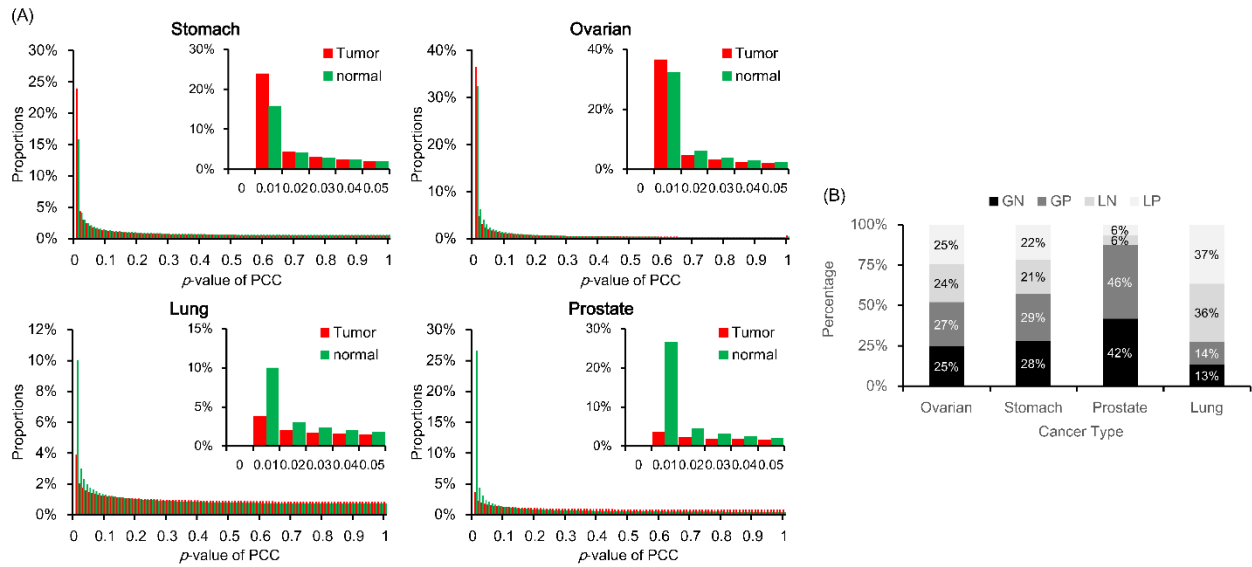 (A)
Stomach
30%
25%
20%
15%
10%
5%
0%
Proportions
0 0.1 0.2 0.3 0.4 0.5 0.6 0.7 0.8 0.9 1
p-value of PCC
30%
20%
10%
0%
0 0.01 0.02 0.03 0.04 0.05
Tumor
normal
Ovarian
40%
30%
20%
10%
0%
Proportions
0 0.1 0.2 0.3 0.4 0.5 0.6 0.7 0.8 0.9 1
p-value of PCC
40%
20%
0%
0 0.01 0.02 0.03 0.04 0.05
Tumor
normal
Lung
12%
10%
8%
6%
4%
2%
0%
Proportions
0 0.1 0.2 0.3 0.4 0.5 0.6 0.7 0.8 0.9 1
p-value of PCC
15%
10%
5%
0%
0 0.01 0.02 0.03 0.04 0.05
Tumor
normal
Prostate
30%
25%
20%
15%
10%
5%
0%
Proportions
0 0.1 0.2 0.3 0.4 0.5 0.6 0.7 0.8 0.9 1
p-value of PCC
30%
20%
10%
0%
0 0.01 0.02 0.03 0.04 0.05
Tumor
normal
(B)
GN GP LN LP
100%
75%
50%
25%
0%
Percentage
25% 22% 6% 37%
24% 21% 6% 36%
27% 29% 46% 14%
25% 28% 42% 13%
Ovarian Stomach Prostate Lung
Cancer Type